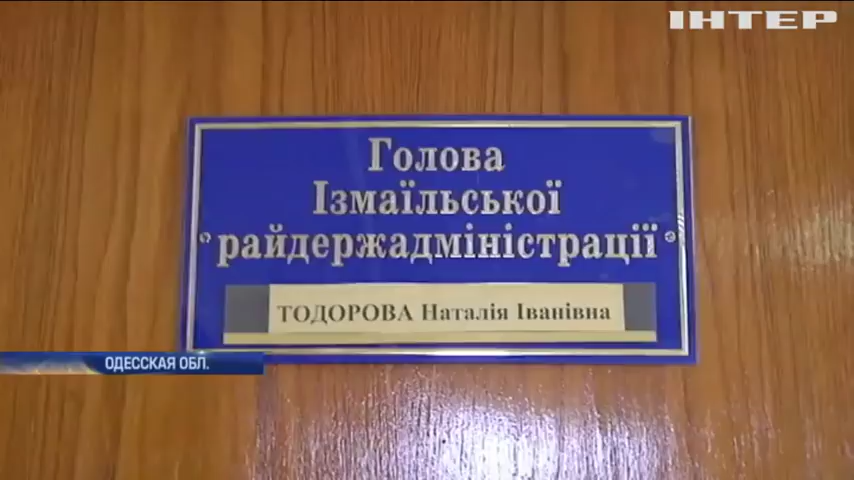 ІНТЕР
Голова
Ізмаїльської
райдержадміністрації
ТОДОРОВА Наталія Іванівна
ОДЕССКАЯ ОБЛ.